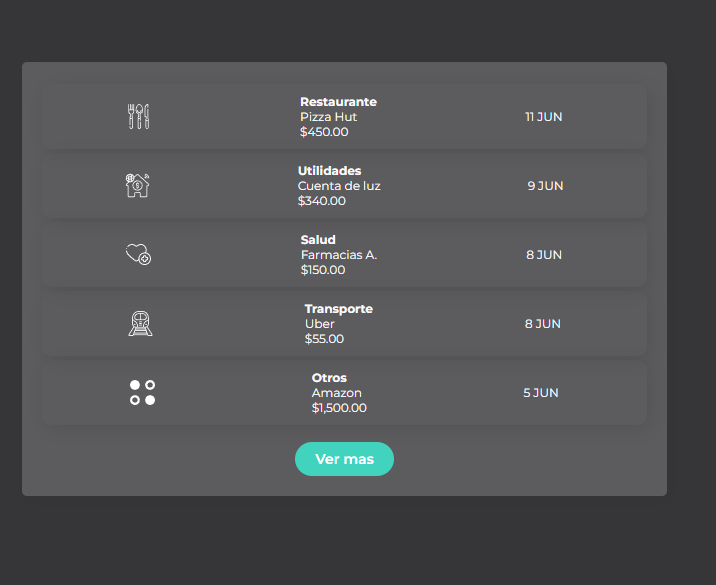 Restaurante
Pizza Hut
$450.00
11 JUN
Utilidades
Cuenta de luz
$340.00
9 JUN
Salud
Farmacias A.
$150.00
8 JUN
Transporte
Uber
$55.00
8 JUN
Otros
Amazon
$1,500.00
5 JUN
Ver mas